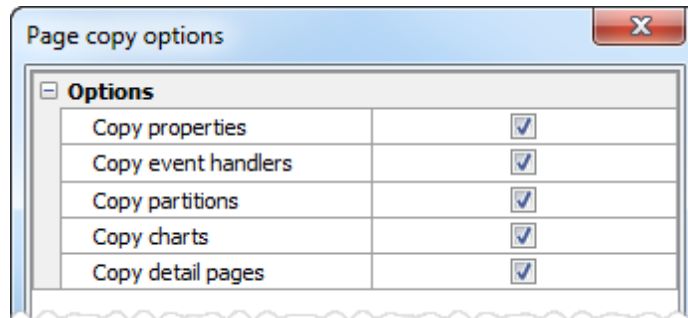 Page copy options
Options
Copy properties
Copy event handlers
Copy partitions
Copy charts
Copy detail pages